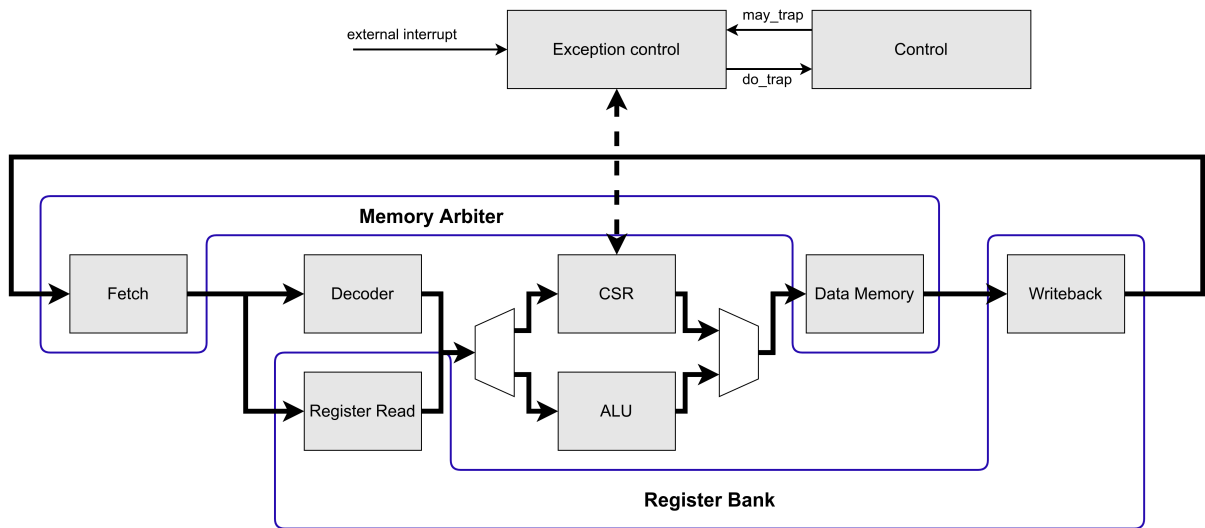 may_trap
external interrupt
Exception control
Control
do_trap
Memory Arbiter
Fetch
Decoder
CSR
Data Memory
Writeback
Register Read
ALU
Register Bank